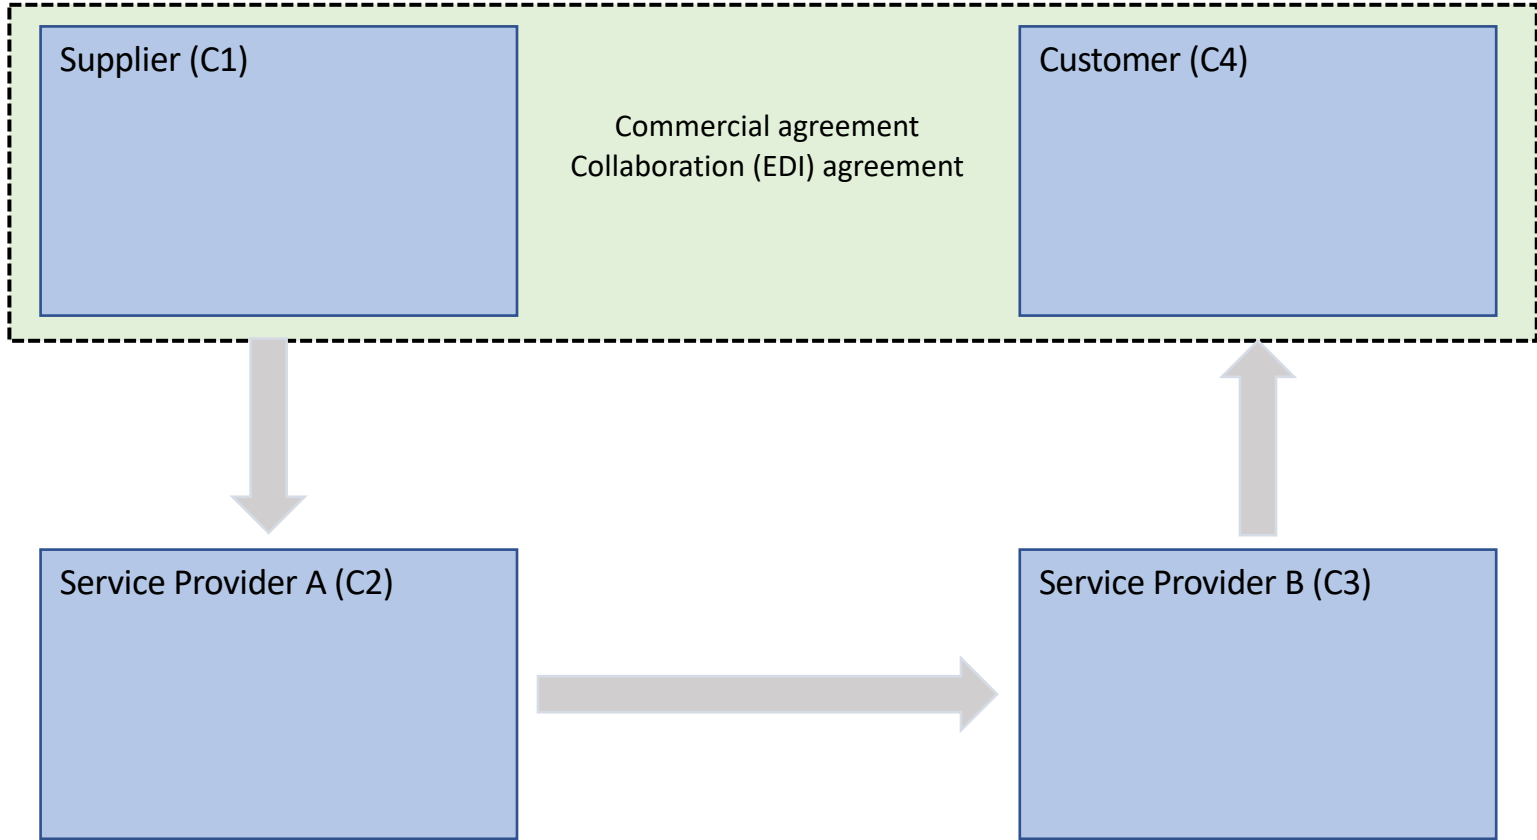 Supplier (C1)
Customer (C4)
Commercial agreement
Collaboration (EDI) agreement
Service Provider A (C2)
Service Provider B (C3)